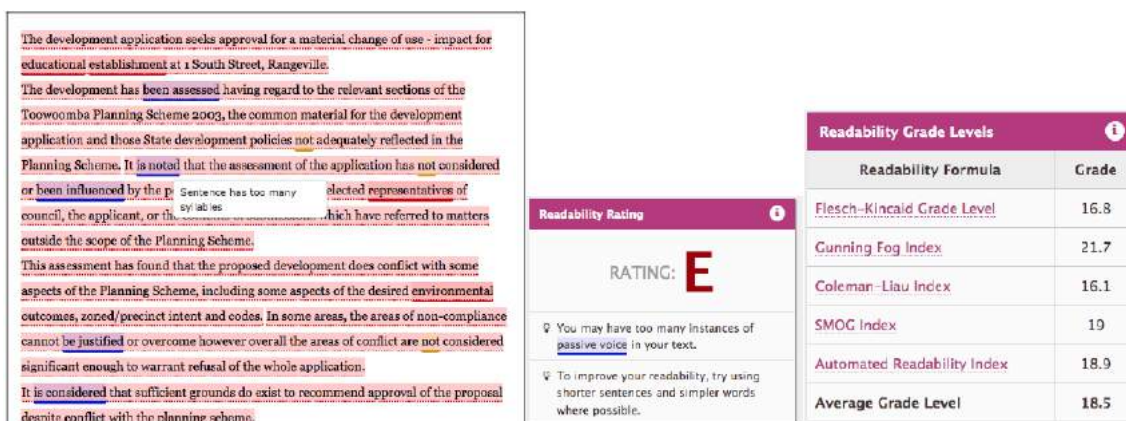 The development application seeks approval for a material change of use - impact for
educational establishment at 1 South Street, Rangeville.
The development has been assessed having regard to the relevant sections of the
Toowoomba Planning Scheme 2003, the common material for the development
application and those State development policies not adequately reflected in the
Planning Scheme. It is noted that the assessment of the application has not considered
or been influenced by the elected representatives of
Sentence has too many
syllables
council, the applicant, or the which have referred to matters
outside the scope of the Planning Scheme.
This assessment has found that the proposed development does conflict with some
aspects of the Planning Scheme, including some aspects of the desired environmental
outcomes, zoned/precinct intent and codes. In some areas, the areas of non-compliance
cannot be justified or overcome however overall the areas of conflict are not considered
significant enough to warrant refusal of the whole application.
It is considered that sufficient grounds do exist to recommend approval of the proposal
despite conflict with the planning scheme.
Readability Rating
RATING: E
You may have too many instances of
passive voice in your text.
To improve your readability, try using
shorter sentences and simpler words
where possible.
Readability Grade Levels
Readability Formula Grade
Flesch-Kincaid Grade Level 16.8
Gunning Fog Index 21.7
Coleman-Liau Index 16.1
SMOG Index 19
Automated Readability Index 18.9
Average Grade Level 18.5